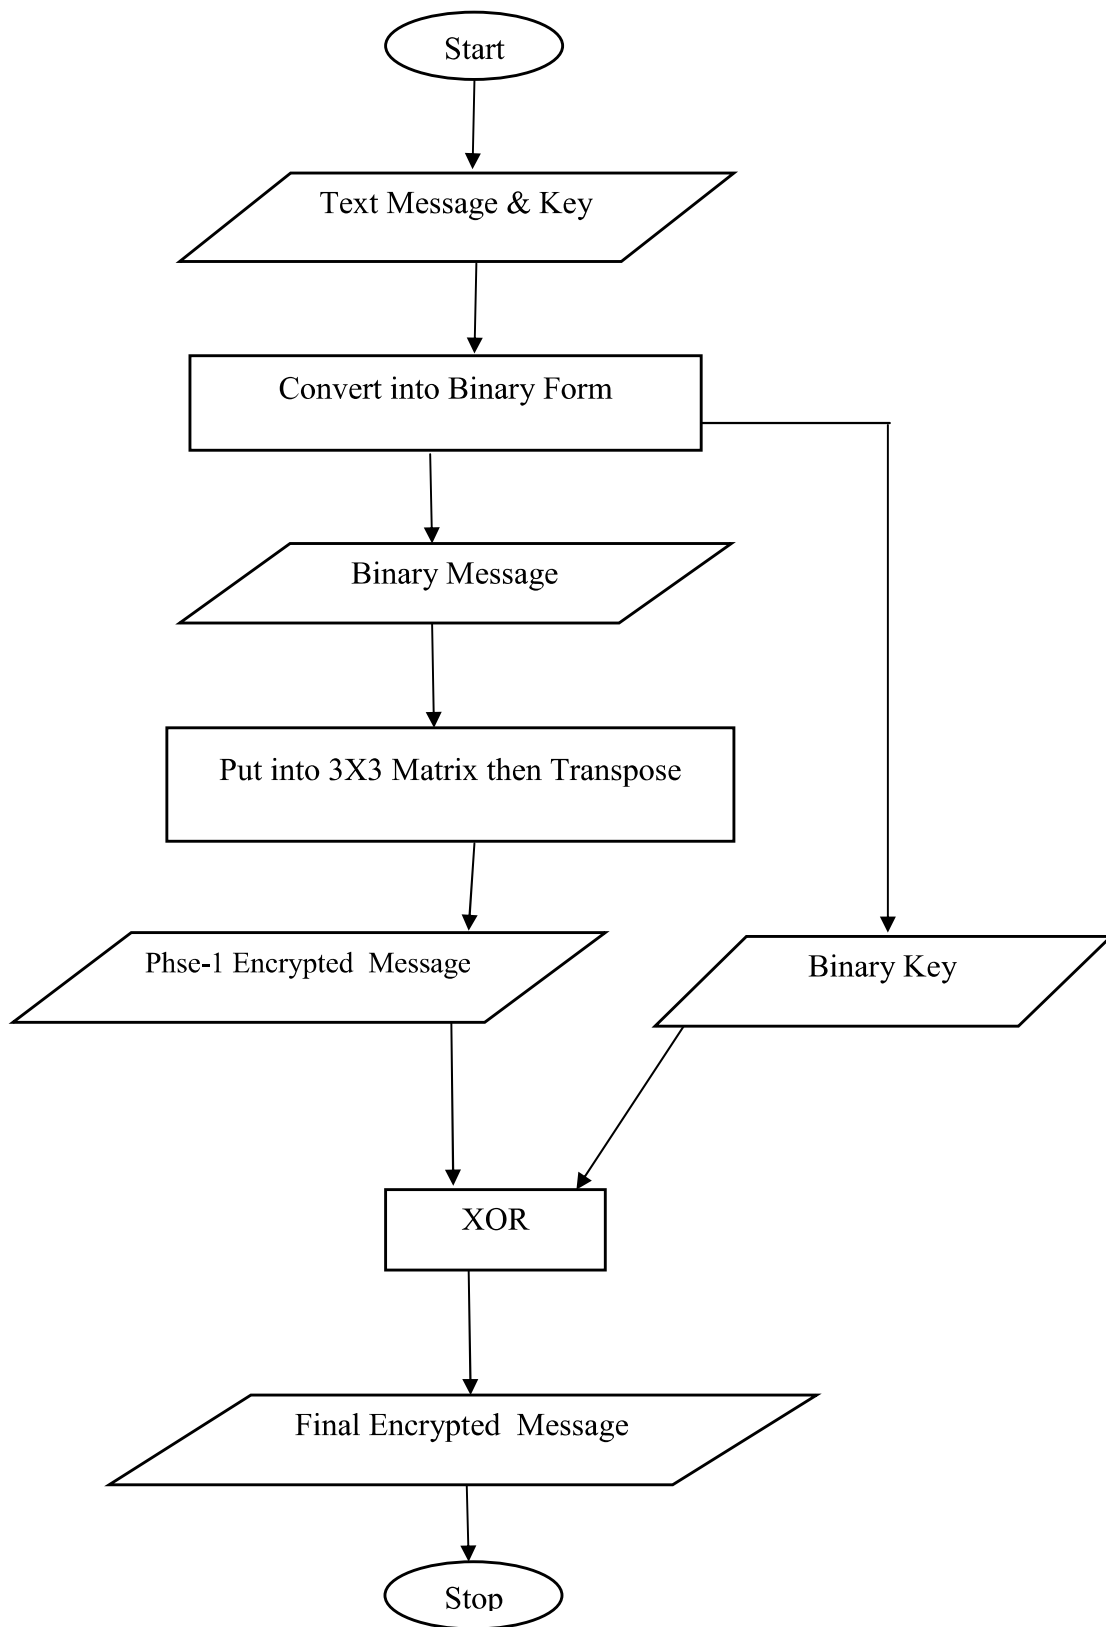 Start
Text Message & Key
Convert into Binary Form
Binary Message
Put into 3X3 Matrix then Transpose
Phse-1 Encrypted  Message
Binary Key
XOR
Final Encrypted  Message
Stop